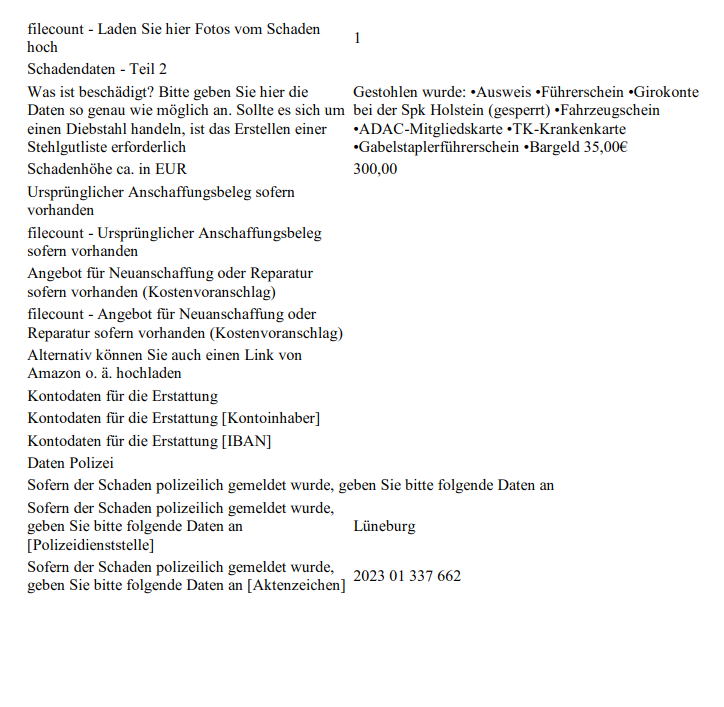 filecount - Laden Sie hier Fotos vom Schaden
hoch
1
Schadendaten - Teil 2
Was ist beschädigt? Bitte geben Sie hier die
Daten so genau wie möglich an. Sollte es sich um
einen Diebstahl handeln, ist das Erstellen einer
Stehlgutliste erforderlich
Gestohlen wurde: •Ausweis •Führerschein •Girokonte
bei der Spk Holstein (gesperrt) •Fahrzeugschein
•ADAC-Mitgliedskarte •TK-Krankenkarte
•Gabelstaplerführerschein •Bargeld 35,00€
Schadenhöhe ca. in EUR
300,00
Ursprünglicher Anschaffungsbeleg sofern
vorhanden
filecount - Ursprünglicher Anschaffungsbeleg
sofern vorhanden
Angebot für Neuanschaffung oder Reparatur
sofern vorhanden (Kostenvoranschlag)
filecount - Angebot für Neuanschaffung oder
Reparatur sofern vorhanden (Kostenvoranschlag)
Alternativ können Sie auch einen Link von
Amazon o. ä. hochladen
Kontodaten für die Erstattung
Kontodaten für die Erstattung [Kontoinhaber]
Kontodaten für die Erstattung [IBAN]
Daten Polizei
Sofern der Schaden polizeilich gemeldet wurde, geben Sie bitte folgende Daten an
Sofern der Schaden polizeilich gemeldet wurde,
geben Sie bitte folgende Daten an
[Polizeidienststelle]
Lüneburg
Sofern der Schaden polizeilich gemeldet wurde,
geben Sie bitte folgende Daten an [Aktenzeichen]
2023 01 337 662